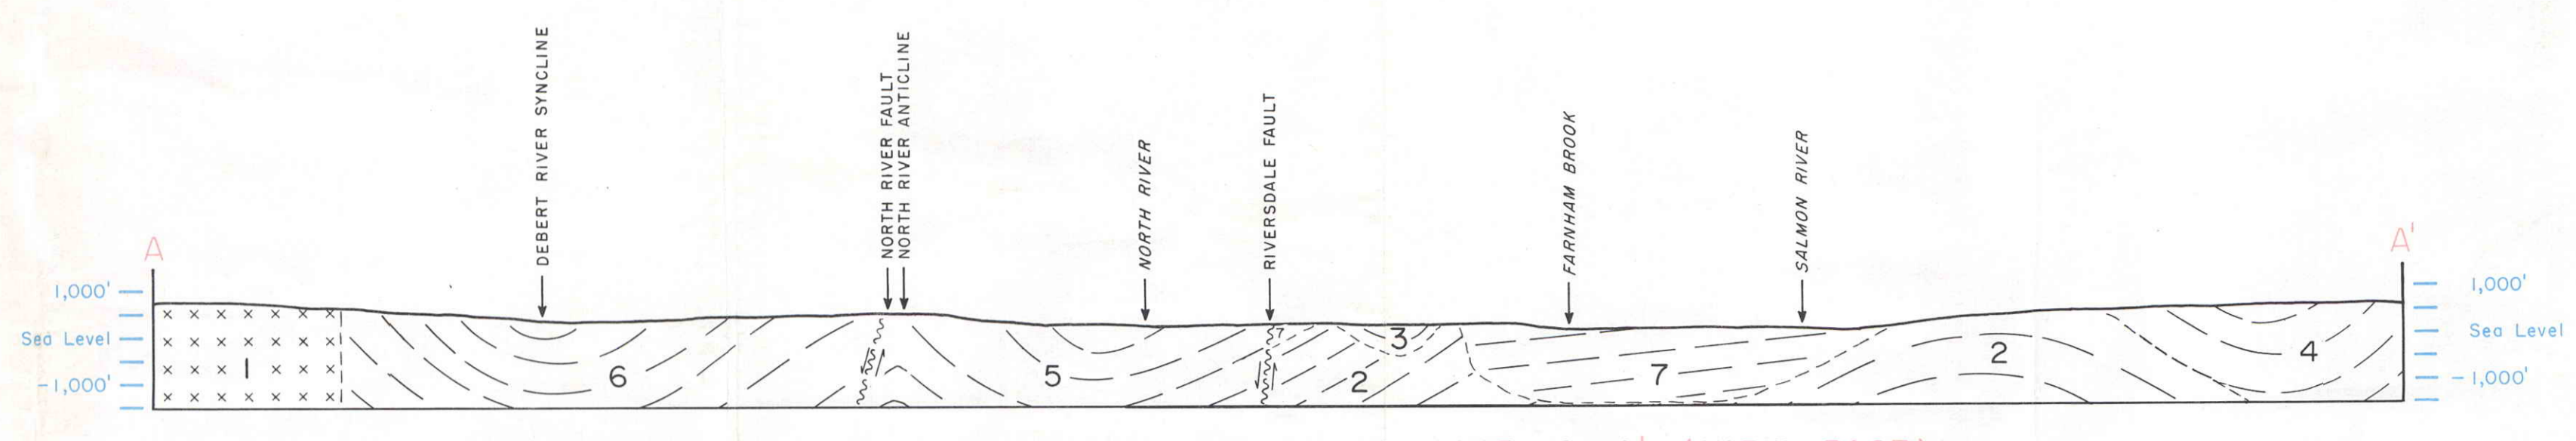 DEBERT RIVER SYNCLINE
NORTH RIVER FAULT
NORTH RIVER ANTICLINE
NORTH RIVER
RIVERSDALE FAULT
FARNHAM BROOK
SALMON RIVER
A
A'
1,000'
Sea Level
-1,000'
1
6
5
7
2
3
7
2
4
1,000'
Sea Level
-1,000'